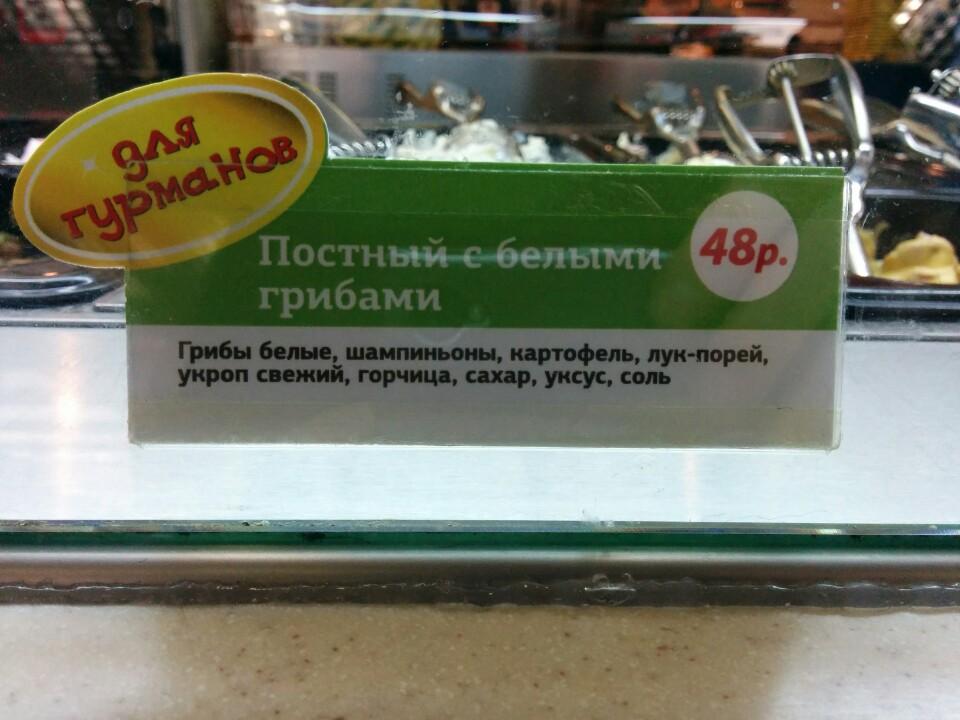 для
гурманов
Постный с белыми
грибами
48р.
Грибы белые, шампиньоны, картофель, лук-порей,
укроп свежий, горчица, сахар, уксус, соль